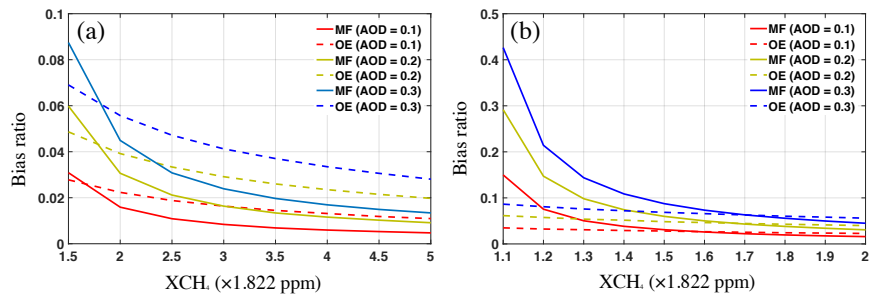 (a)
MF (AOD = 0.1)
OE (AOD = 0.1)
MF (AOD = 0.2)
OE (AOD = 0.2)
MF (AOD = 0.3)
OE (AOD = 0.3)
0.1
0.08
0.06
0.04
0.02
0
Bias ratio
1.5 2 2.5 3 3.5 4 4.5 5
XCH₄ (×1.822 ppm)
(b)
MF (AOD = 0.1)
OE (AOD = 0.1)
MF (AOD = 0.2)
OE (AOD = 0.2)
MF (AOD = 0.3)
OE (AOD = 0.3)
0.5
0.4
0.3
0.2
0.1
0
Bias ratio
1.1 1.2 1.3 1.4 1.5 1.6 1.7 1.8 1.9 2
XCH₄ (×1.822 ppm)